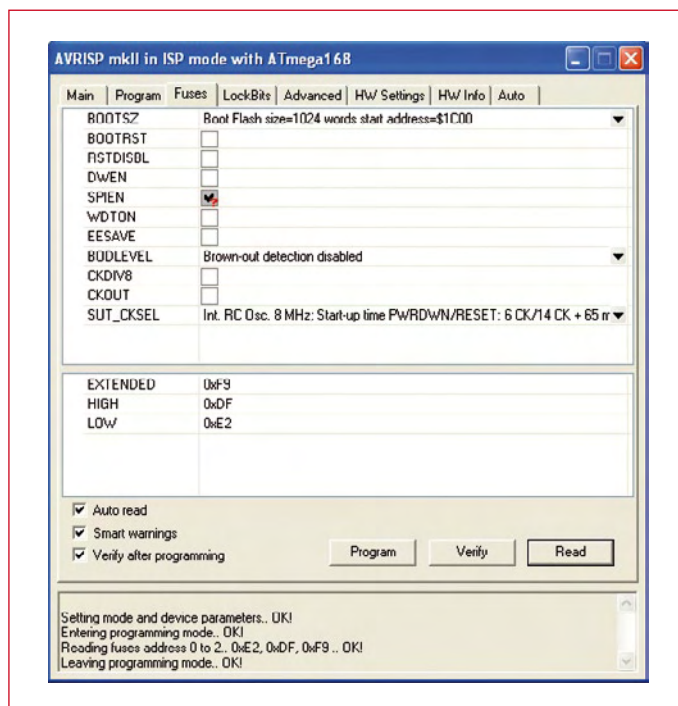 AVRISP mkII in ISP mode with ATmega168
Main Program Fuses LockBits Advanced HW Settings HW Info Auto
BOOTSZ Boot Flash size=1024 words start address=$1C00
BOOTRST
RSTDISBL
DWEN
SPIEN
WDTON
EESAVE
BODLEVEL Brown-out detection disabled
CKDIV8
CKOUT
SUT_CKSEL Int. RC Osc. 8 MHz: Start-up time PWRDWN/RESET: 6 CK/14 CK + 65 m
EXTENDED 0xF9
HIGH 0xDF
LOW 0xE2
Auto read
Smart warnings
Verify after programming
Program Verify Read
Setting mode and device parameters.. OK!
Entering programming mode.. OK!
Reading fuses address 0 to 2.. 0xE2, 0xDF, 0xF9 .. OK!
Leaving programming mode.. OK!